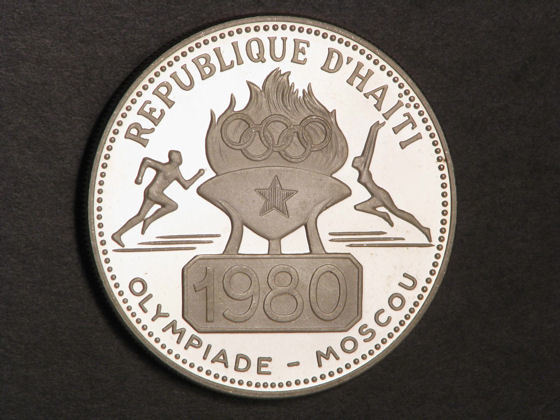 REPUBLIQUE D'HAITI
1980
OLYMPIADE - MOSCOU